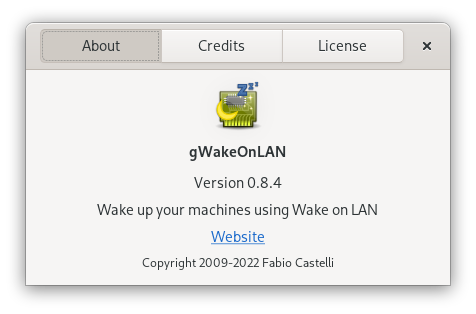 About Credits License
zzz
gWakeOnLAN
Version 0.8.4
Wake up your machines using Wake on LAN
Website
Copyright 2009-2022 Fabio Castelli